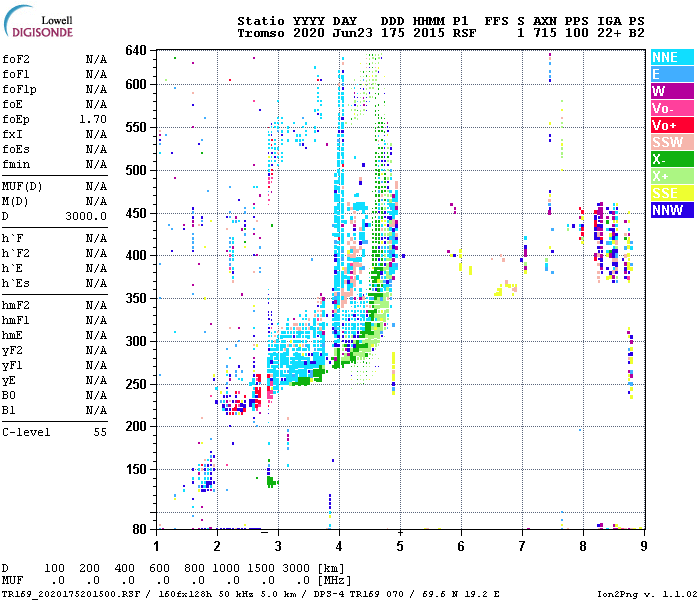 Lowell
DIGISONDE
Statio YYYY DAY DDD HHMM P1 FFS S AXN PPS IGA PS
Tromso 2020 Jun23 175 2015 RSF 1 715 100 22+ B2
foF2 N/A
foF1 N/A
foF1p N/A
foE N/A
foEp 1.70
fxI N/A
foEs N/A
fmin N/A
MUF(D) N/A
M(D) N/A
D 3000.0
h`F N/A
h`F2 N/A
h`E N/A
h`Es N/A
hmF2 N/A
hmF1 N/A
hmE N/A
yF2 N/A
yF1 N/A
yE N/A
B0 N/A
B1 N/A
C-level 55
640
600
550
500
450
400
350
300
250
200
150
80
1 2 3 4 5 6 7 8 9
NNE
E
W
Vo-
Vo+
SSW
X-
X+
SSE
NNW
D 100 200 400 600 800 1000 1500 3000 [km]
MUF .0 .0 .0 .0 .0 .0 .0 .0 [MHz]
TR169_2020175201500.RSF / 160fx128h 50 kHz 5.0 km / DPS-4 TR169 070 / 69.6 N 19.2 E
Ion2Png v. 1.1.02